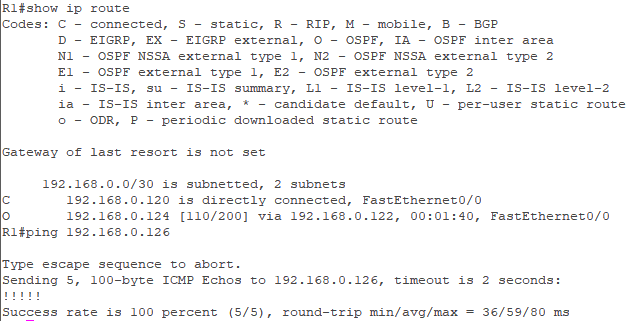 R1#show ip route
Codes: C - connected, S - static, R - RIP, M - mobile, B - BGP
       D - EIGRP, EX - EIGRP external, O - OSPF, IA - OSPF inter area
       N1 - OSPF NSSA external type 1, N2 - OSPF NSSA external type 2
       E1 - OSPF external type 1, E2 - OSPF external type 2
       i - IS-IS, su - IS-IS summary, L1 - IS-IS level-1, L2 - IS-IS level-2
       ia - IS-IS inter area, * - candidate default, U - per-user static route
       o - ODR, P - periodic downloaded static route

Gateway of last resort is not set

     192.168.0.0/30 is subnetted, 2 subnets
C       192.168.0.120 is directly connected, FastEthernet0/0
O       192.168.0.124 [110/200] via 192.168.0.122, 00:01:40, FastEthernet0/0
R1#ping 192.168.0.126

Type escape sequence to abort.
Sending 5, 100-byte ICMP Echos to 192.168.0.126, timeout is 2 seconds:
!!!!!
Success rate is 100 percent (5/5), round-trip min/avg/max = 36/59/80 ms